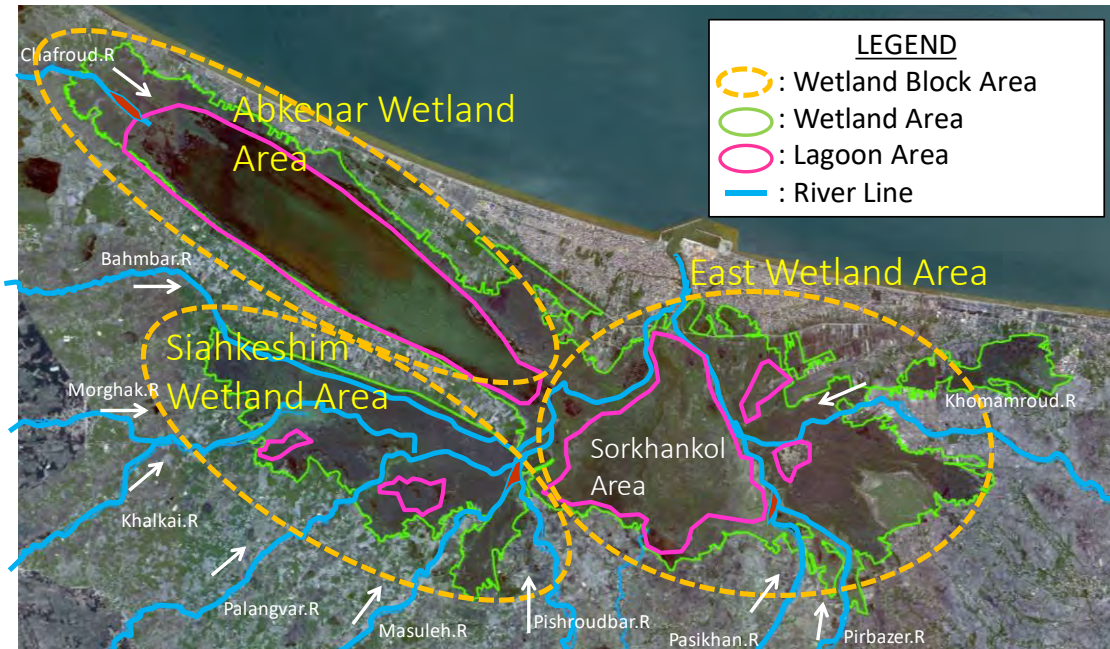 LEGEND
: Wetland Block Area
: Wetland Area
: Lagoon Area
: River Line
Chafroud.R
Abkenar Wetland
Area
Bahmbar.R
East Wetland Area
Siahkeshim
Wetland Area
Morghak.R
Khomamroud.R
Sorkhankol
Area
Khalkai.R
Palangvar.R
Masuleh.R
Pishroudbar.R
Pasikhan.R
Pirbazer.R